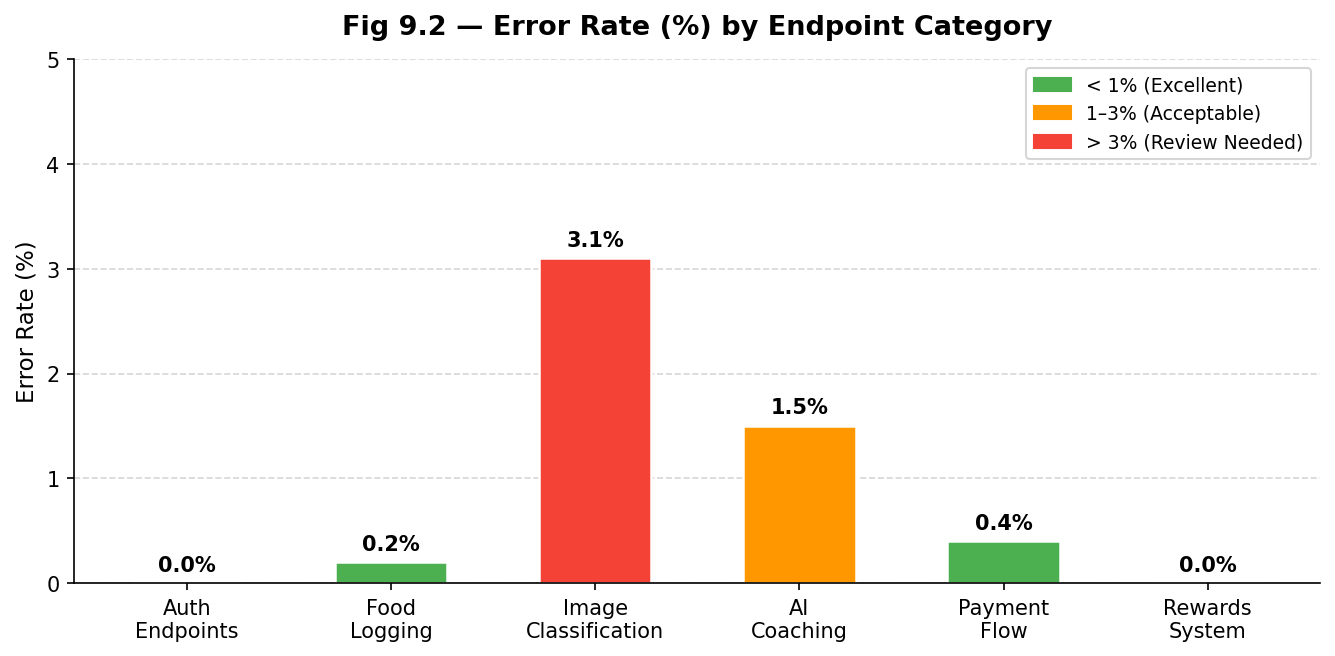 Fig 9.2 — Error Rate (%) by Endpoint Category
< 1% (Excellent)
1–3% (Acceptable)
> 3% (Review Needed)
Error Rate (%)
5
4
3
2
1
0
0.0%
0.2%
3.1%
1.5%
0.4%
0.0%
Auth
Endpoints
Food
Logging
Image
Classification
AI
Coaching
Payment
Flow
Rewards
System